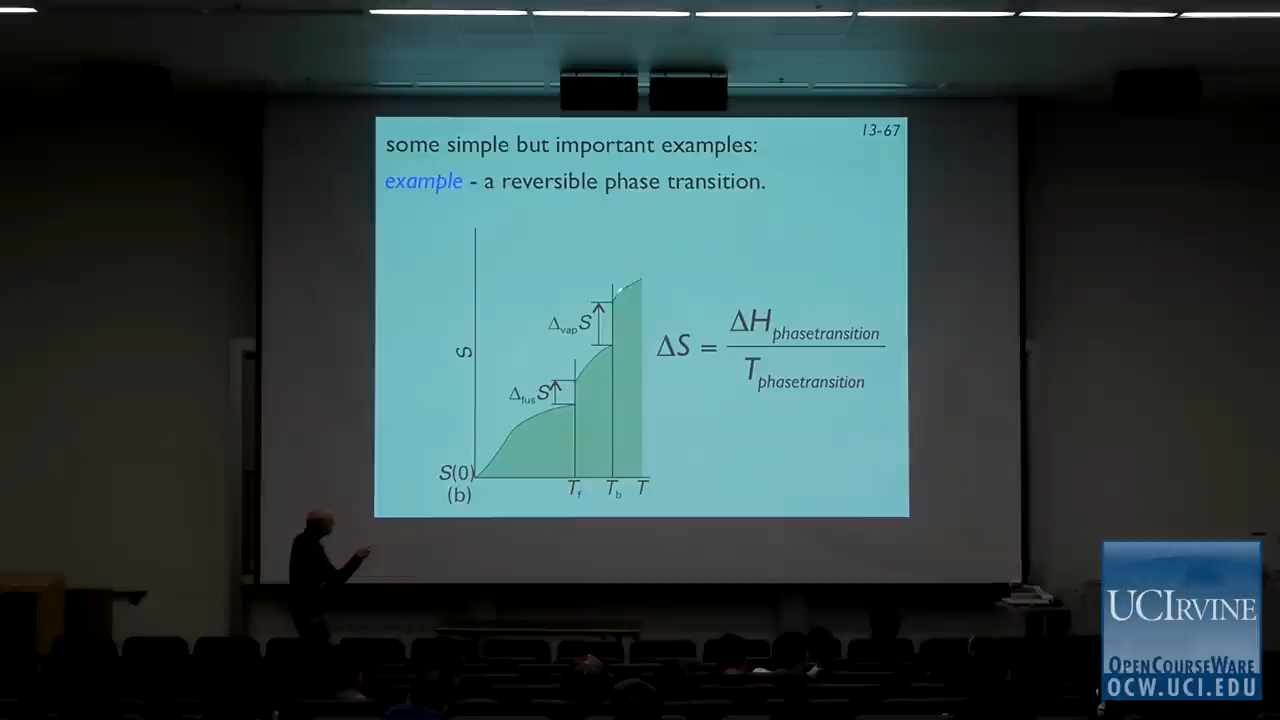 13-67
some simple but important examples:
example - a reversible phase transition.
S
Δvap S
Δfus S
S(0)
(b)
Tf Tb T
ΔS = ΔHphasetransition / Tphasetransition
UCIRVINE
OPENCOURSEWARE
OCW.UCI.EDU